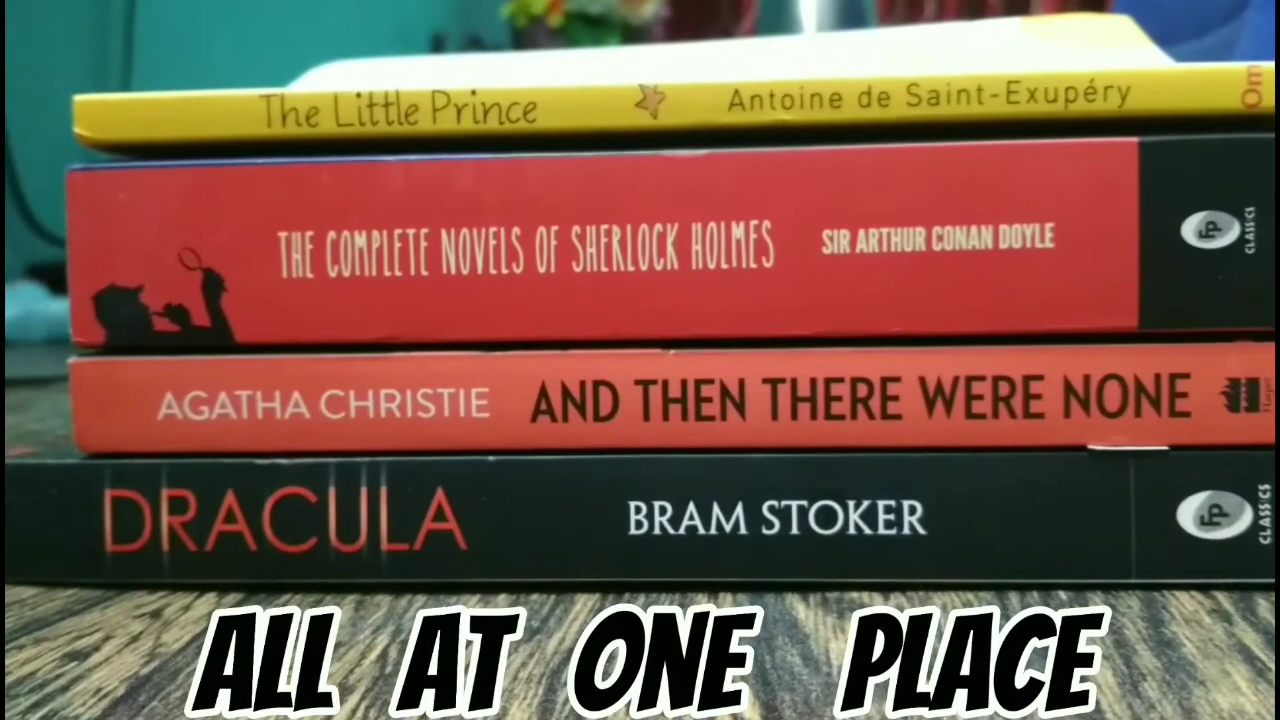 The Little Prince Antoine de Saint-Exupéry Om
THE COMPLETE NOVELS OF SHERLOCK HOLMES SIR ARTHUR CONAN DOYLE FP CLASSICS
AGATHA CHRISTIE AND THEN THERE WERE NONE
DRACULA BRAM STOKER FP CLASSICS
ALL AT ONE PLACE